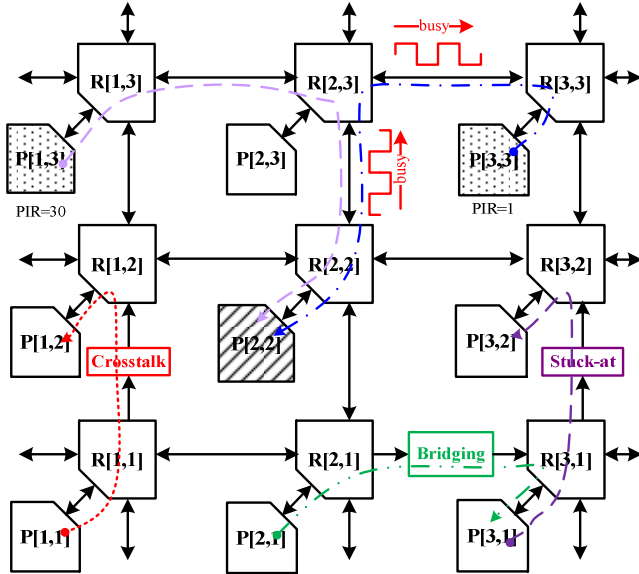 busy
R[1,3]
R[2,3]
R[3,3]
P[1,3]
P[2,3]
P[3,3]
busy
PIR=30
PIR=1
R[1,2]
R[2,2]
R[3,2]
P[1,2]
P[2,2]
P[3,2]
Crosstalk
Stuck-at
R[1,1]
R[2,1]
Bridging
R[3,1]
P[1,1]
P[2,1]
P[3,1]